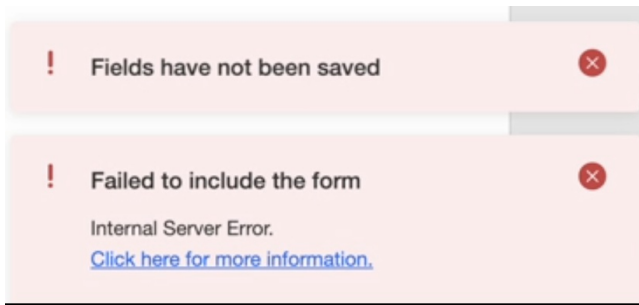 Fields have not been saved
Failed to include the form
Internal Server Error.
Click here for more information.